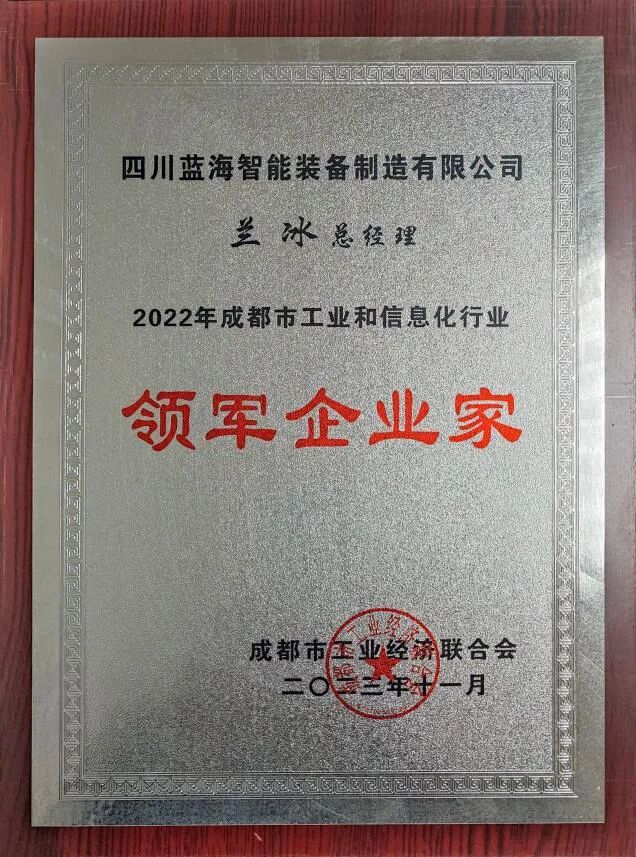 四川蓝海智能装备制造有限公司
兰冰 总经理
2022年成都市工业和信息化行业
领军企业家
成都市工业经济联合会
二〇二三年十一月